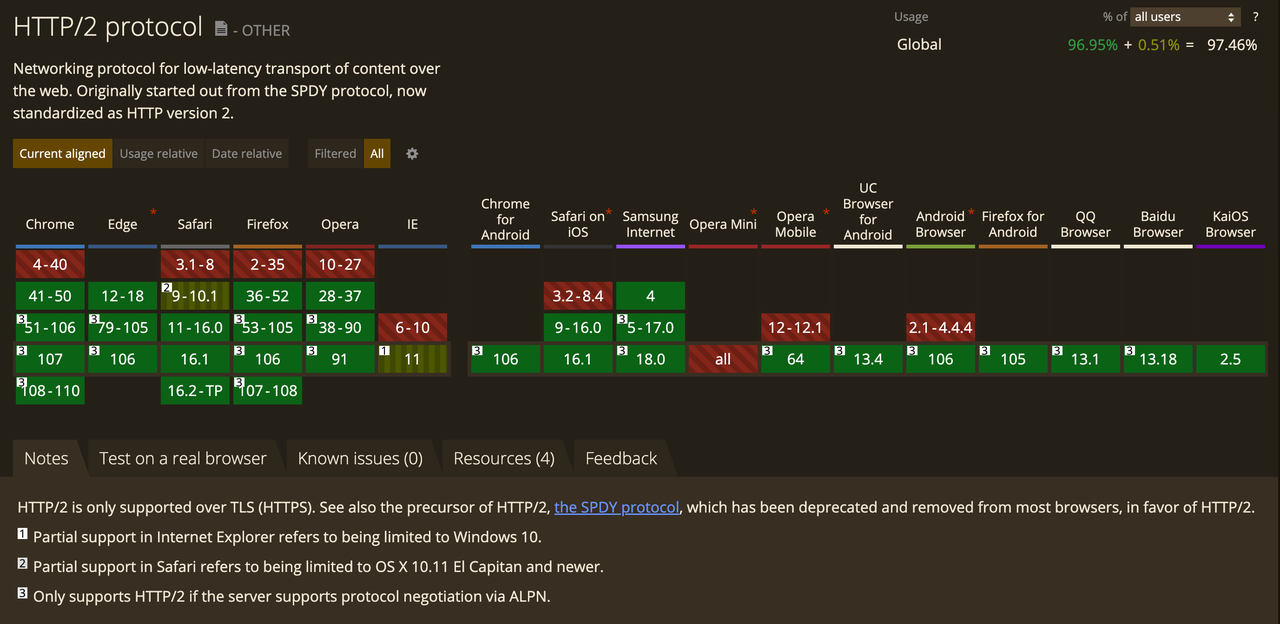 HTTP/2 protocol - OTHER
Usage % of all users ?
Global 96.95% + 0.51% = 97.46%
Networking protocol for low-latency transport of content over
the web. Originally started out from the SPDY protocol, now
standardized as HTTP version 2.
Current aligned Usage relative Date relative Filtered All
Chrome Edge * Safari Firefox Opera IE Chrome for Android Safari on iOS * Samsung Internet Opera Mini * Opera Mobile * UC Browser for Android Android Browser * Firefox for Android QQ Browser Baidu Browser KaiOS Browser
4-40 3.1-8 2-35 10-27
41-50 12-18 2 9-10.1 36-52 28-37 3.2-8.4 4
3 51-106 3 79-105 11-16.0 3 53-105 3 38-90 6-10 9-16.0 3 5-17.0 12-12.1 2.1-4.4.4
3 107 3 106 16.1 3 106 3 91 1 11 3 106 16.1 3 18.0 all 3 64 3 13.4 3 106 3 105 3 13.1 3 13.18 2.5
3 108-110 16.2-TP 3 107-108
Notes Test on a real browser Known issues (0) Resources (4) Feedback
HTTP/2 is only supported over TLS (HTTPS). See also the precursor of HTTP/2, the SPDY protocol, which has been deprecated and removed from most browsers, in favor of HTTP/2.
1 Partial support in Internet Explorer refers to being limited to Windows 10.
2 Partial support in Safari refers to being limited to OS X 10.11 El Capitan and newer.
3 Only supports HTTP/2 if the server supports protocol negotiation via ALPN.